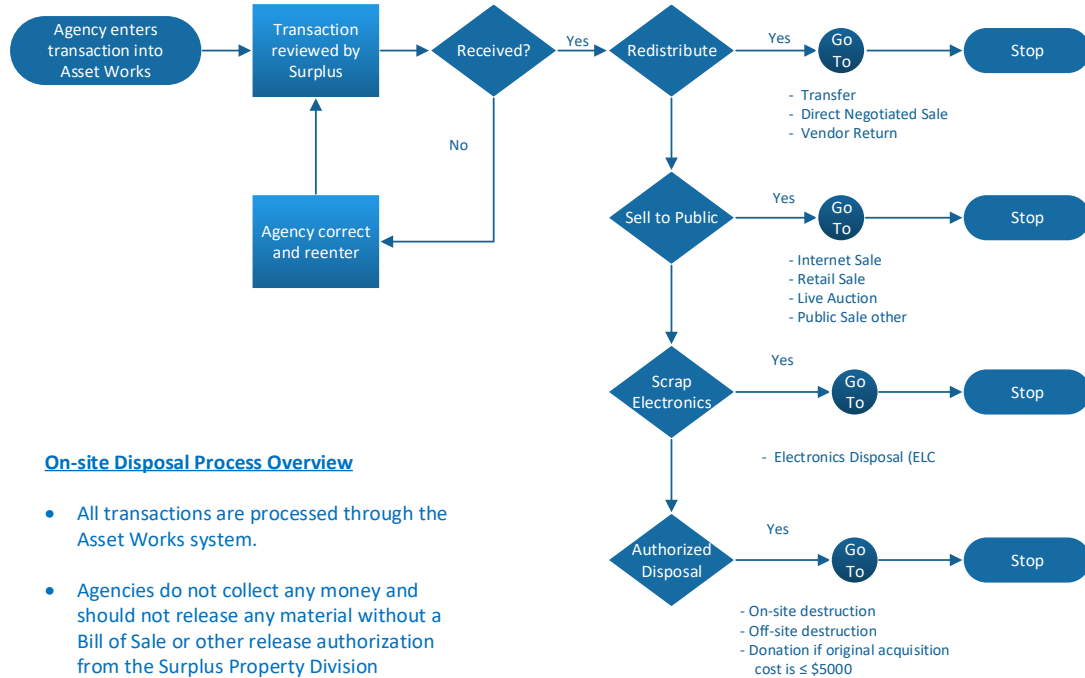 Agency enters
transaction into
Asset Works
Transaction
reviewed by
Surplus
Received?
Yes
Redistribute
Yes
Go
To
Stop
- Transfer
- Direct Negotiated Sale
- Vendor Return
No
Agency correct
and reenter
Sell to Public
Yes
Go
To
Stop
- Internet Sale
- Retail Sale
- Live Auction
- Public Sale other
Scrap
Electronics
Yes
Go
To
Stop
- Electronics Disposal (ELC
Authorized
Disposal
Yes
Go
To
Stop
- On-site destruction
- Off-site destruction
- Donation if original acquisition
cost is ≤ $5000
On-site Disposal Process Overview
• All transactions are processed through the
Asset Works system.
• Agencies do not collect any money and
should not release any material without a
Bill of Sale or other release authorization
from the Surplus Property Division